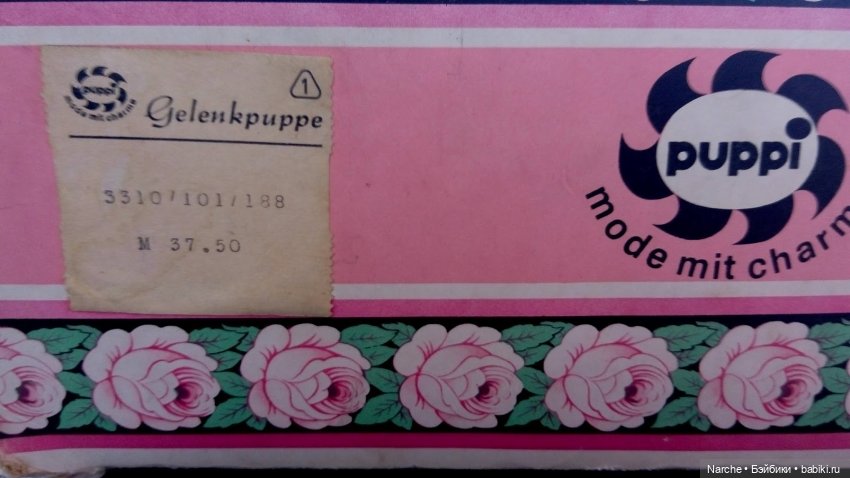 puppi
mode mit charme
1
Gelenkpuppe
3310/101/188
M 37.50
puppi
mode mit charm
Narche • Бэйбики • babiki.ru